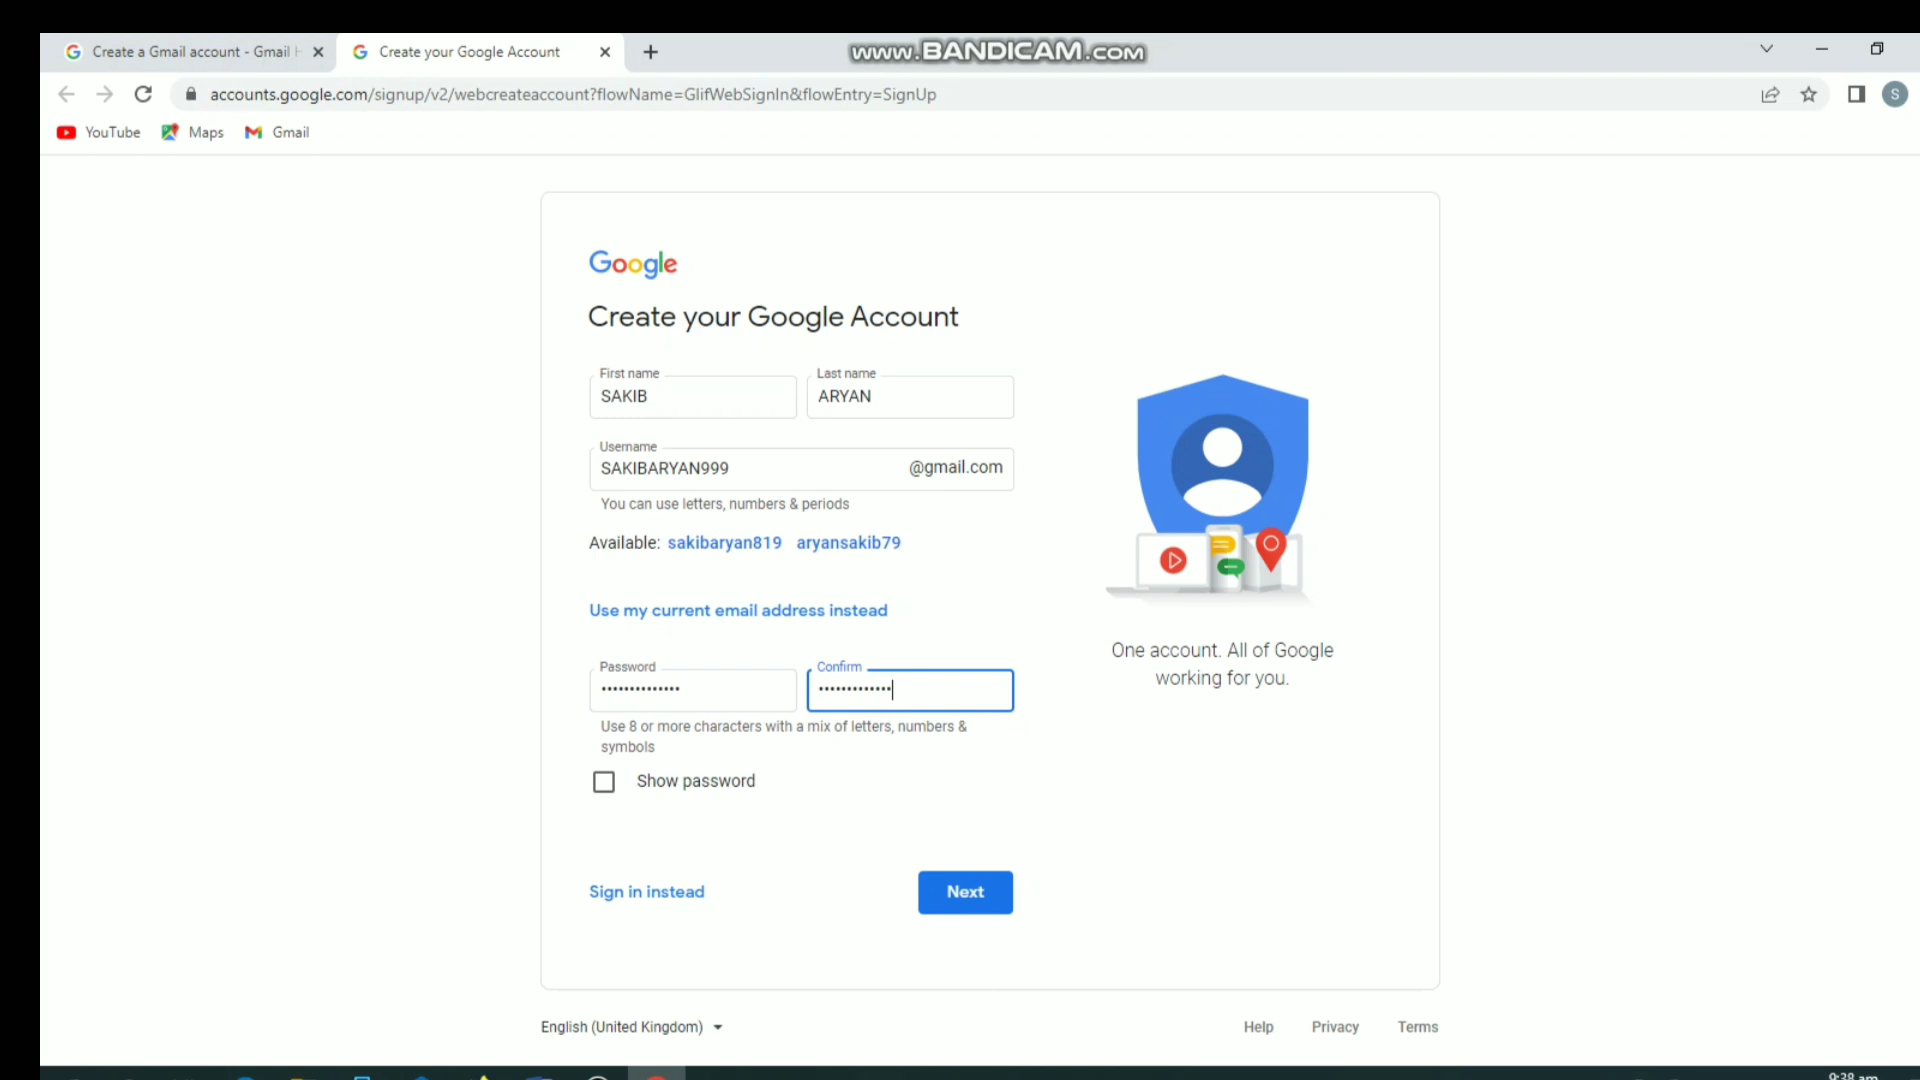 Create a Gmail account - Gmail H
Create your Google Account
www.BANDICAM.com
accounts.google.com/signup/v2/webcreateaccount?flowName=GlifWebSignIn&flowEntry=SignUp
S
YouTube
Maps
Gmail
Google
Create your Google Account
First name
Last name
SAKIB
ARYAN
Username
SAKIBARYAN999
@gmail.com
You can use letters, numbers & periods
Available: sakibaryan819 aryansakib79
Use my current email address instead
Password
Confirm
Use 8 or more characters with a mix of letters, numbers &
symbols
Show password
Sign in instead
Next
One account. All of Google
working for you.
English (United Kingdom)
Help
Privacy
Terms
9:38 am